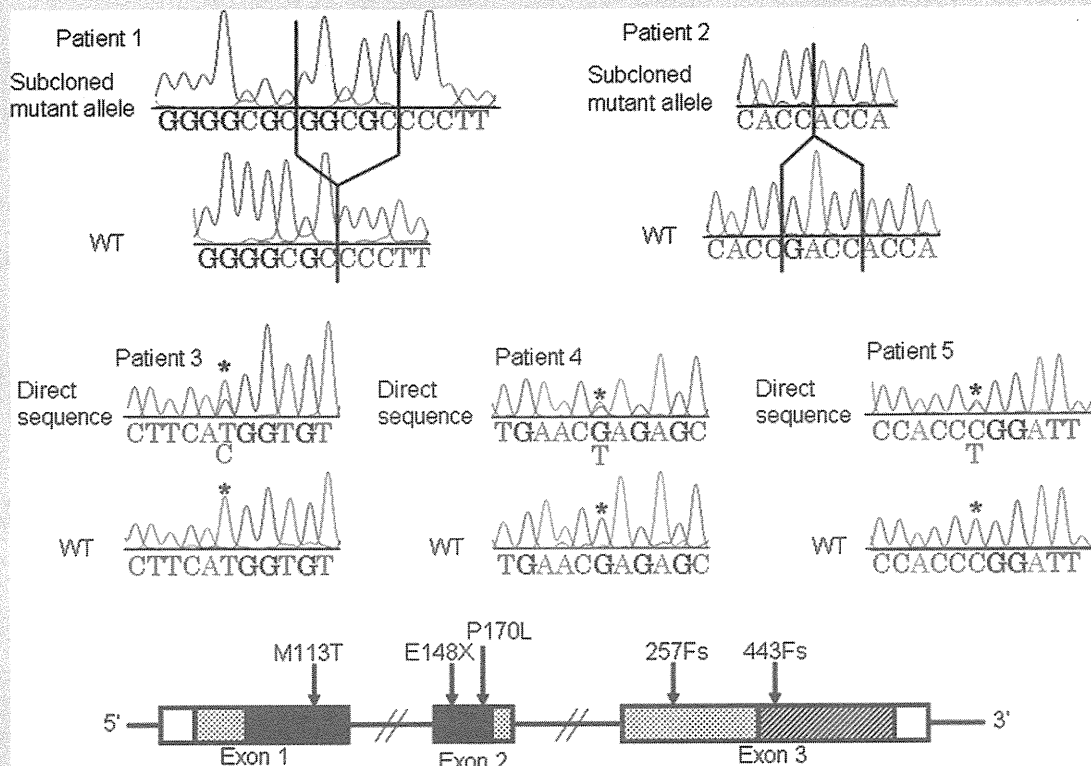 Patient 1
Subcloned
mutant allele
GGGGCGCGGCGCCCCTT
WT
GGGGCGCCCCTT
Patient 2
Subcloned
mutant allele
CACCACCA
WT
CACCGACCACCA
Patient 3
*
Direct
sequence
CTTCATGGTGT
C
*
WT
CTTCATGGTGT
Patient 4
*
Direct
sequence
TGAACGAGAGC
T
*
WT
TGAACGAGAGC
Patient 5
*
Direct
sequence
CCACCCGGATT
T
*
WT
CCACCCGGATT
M113T
E148X
P170L
257Fs
443Fs
5'
3'
Exon 1
Exon 2
Exon 3